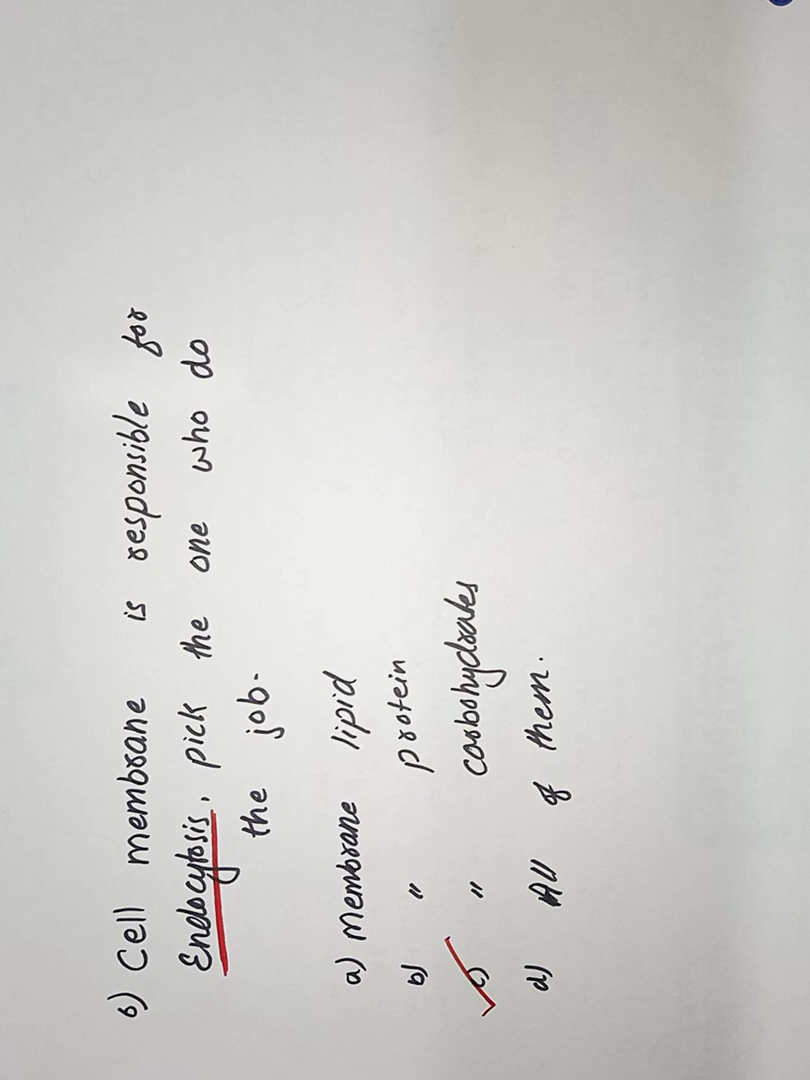 6) Cell membrane is responsible for
Endocytosis, pick the one who do
the job.
a) Membrane lipid
b) " protein
c) " carbohydrates
d) All of them.